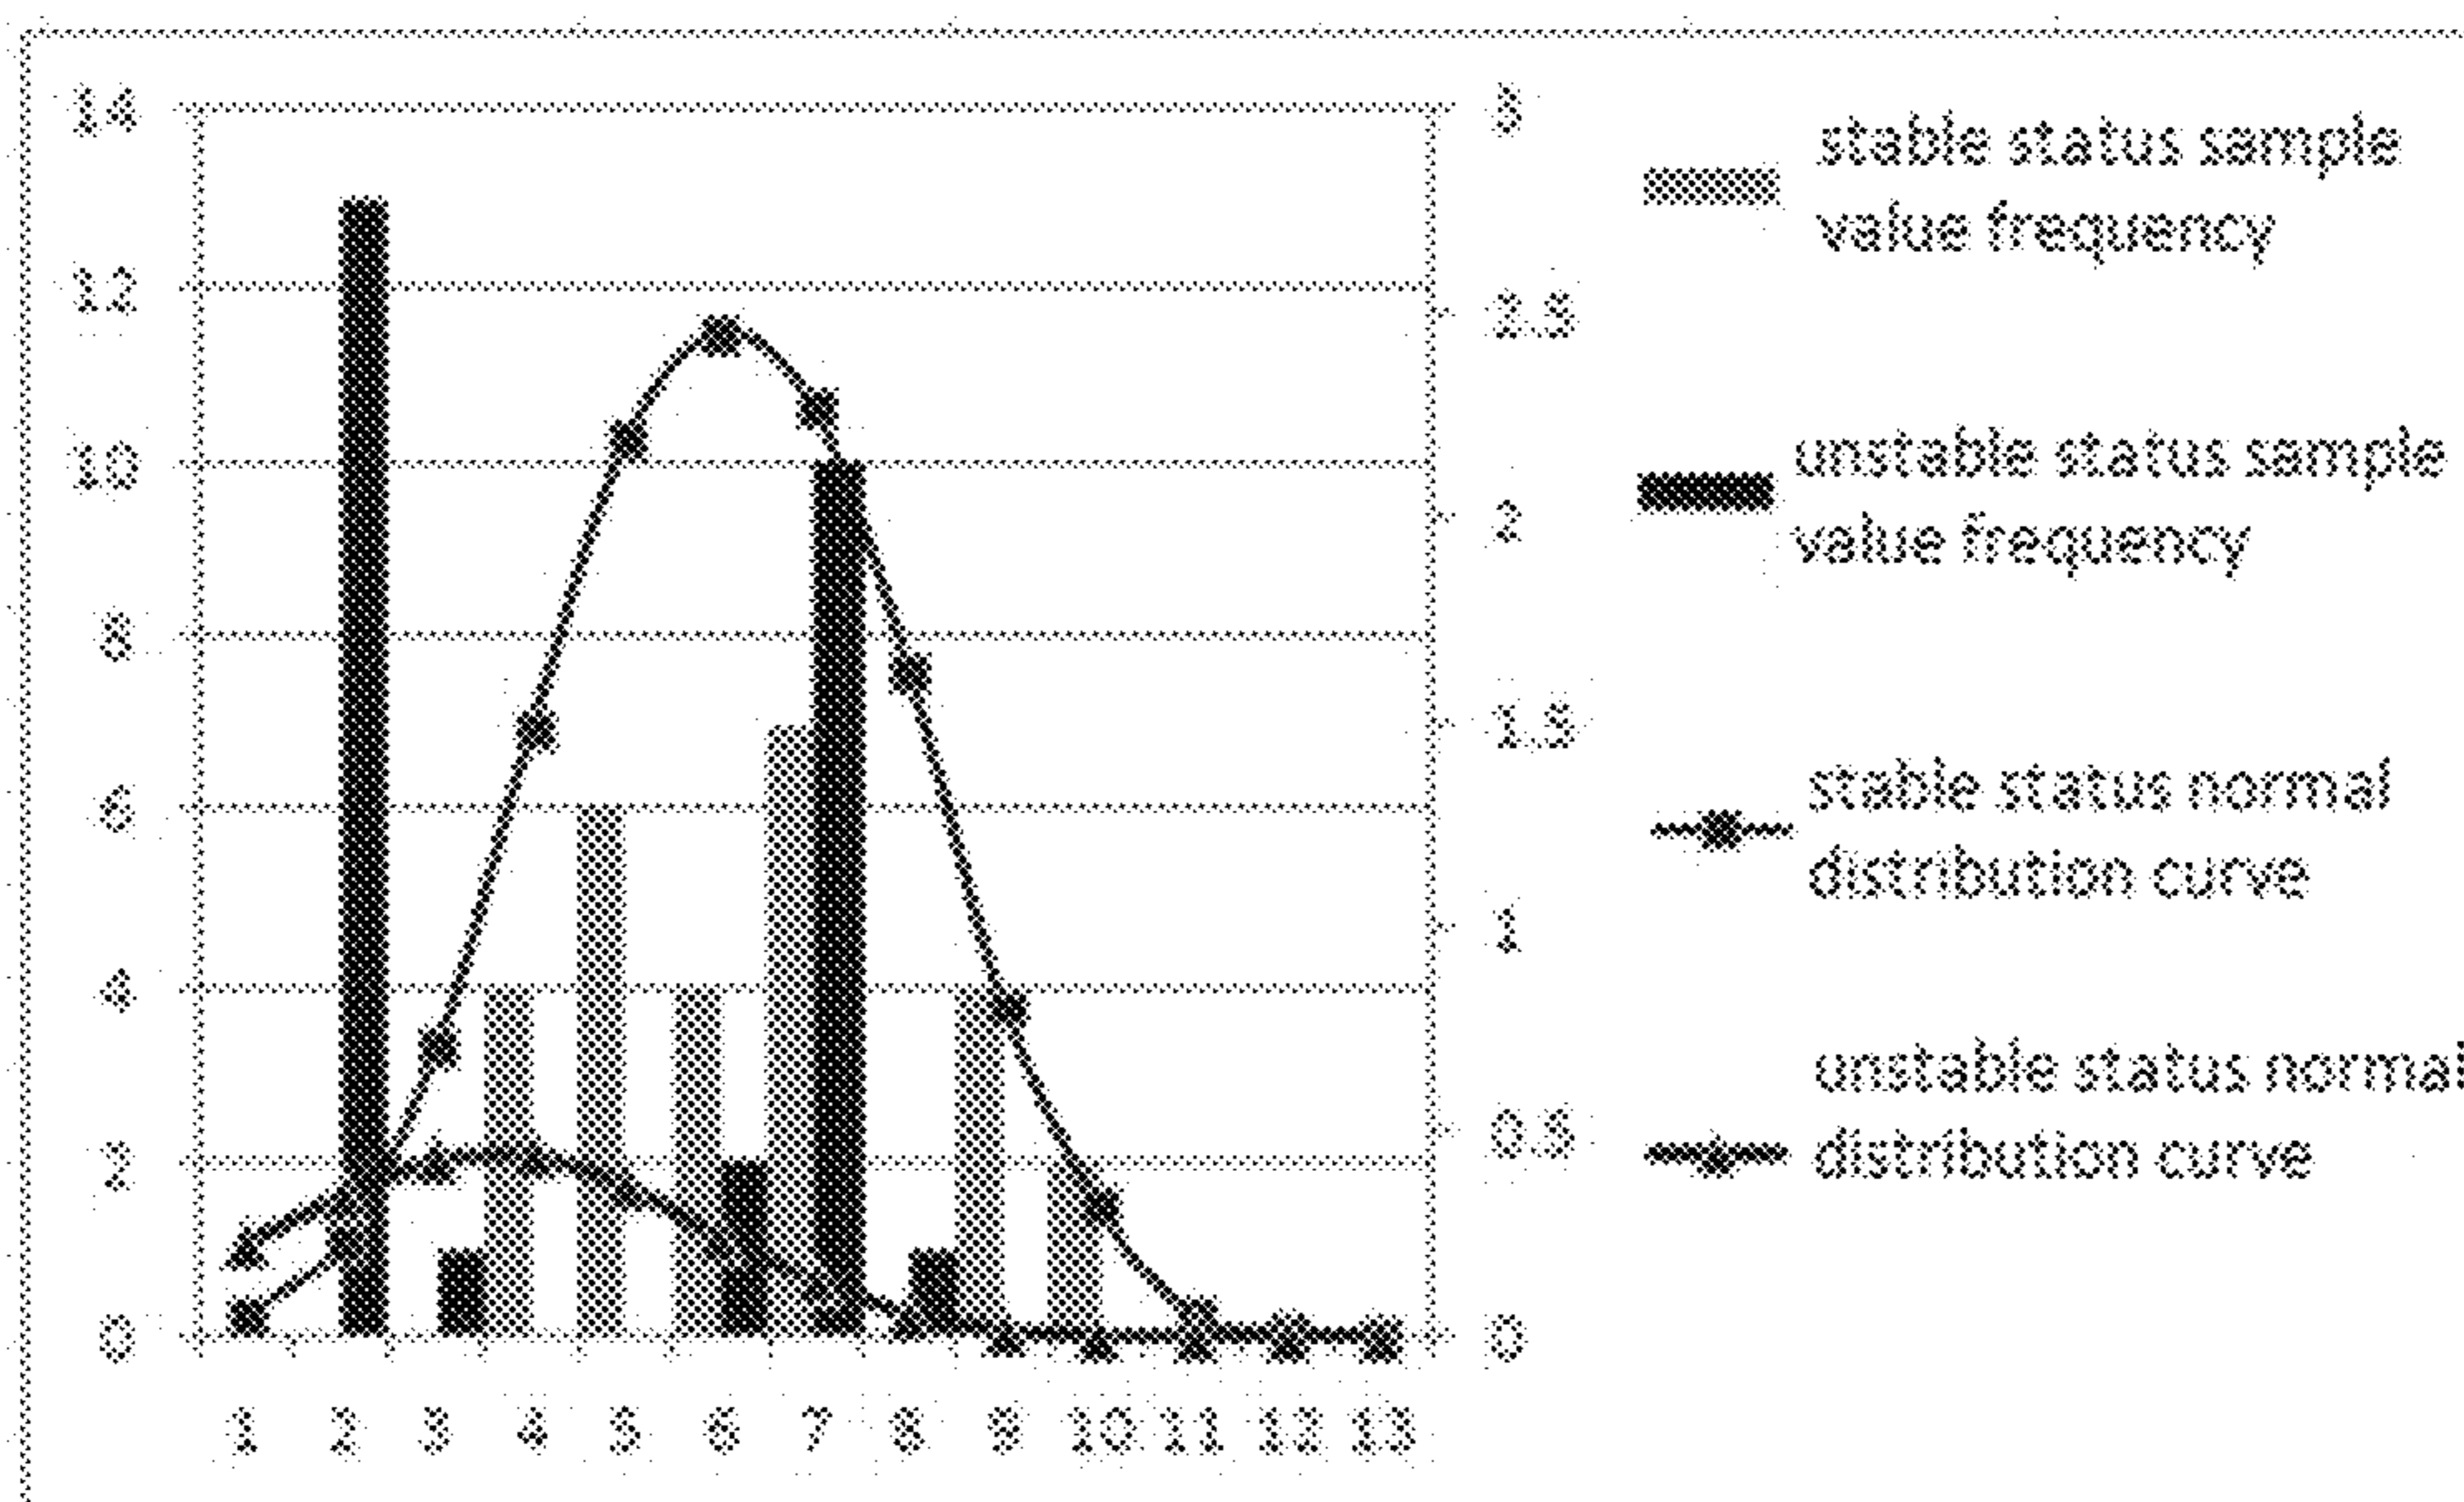 14
12
10
8
6
4
2
0
1 2 3 4 5 6 7 8 9 10 11 12 13
3
2.5
2
1.5
1
0.5
0
stable status sample
value frequency
unstable status sample
value frequency
stable status normal
distribution curve
unstable status normal
distribution curve